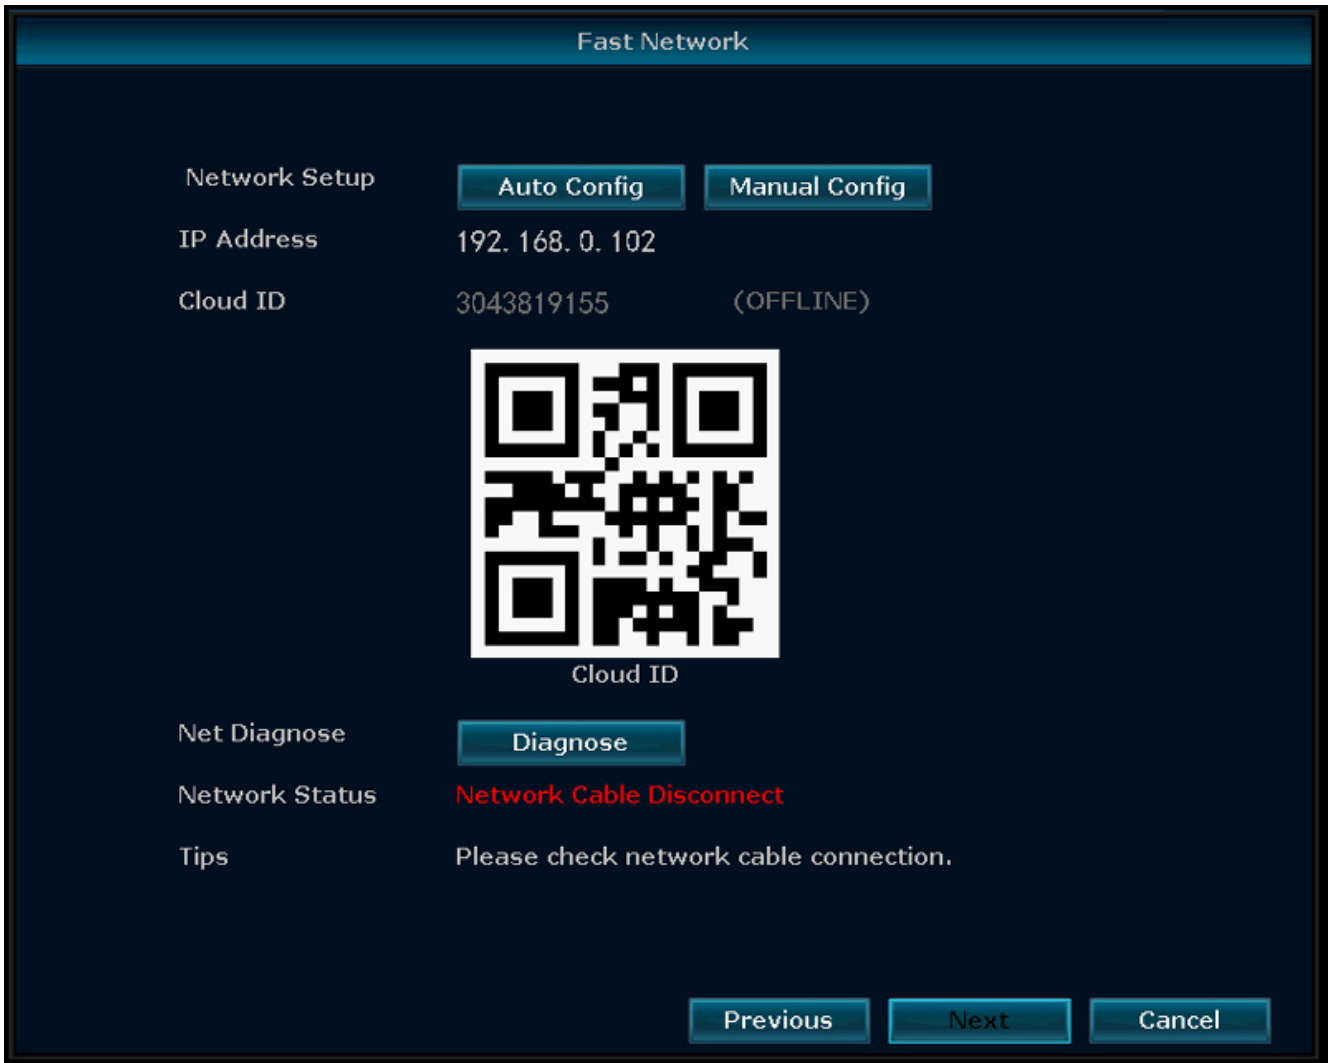 Fast Network
Network Setup Auto Config Manual Config
IP Address 192. 168. 0. 102
Cloud ID 3043819155 (OFFLINE)
Cloud ID
Net Diagnose Diagnose
Network Status Network Cable Disconnect
Tips Please check network cable connection.
Previous Next Cancel